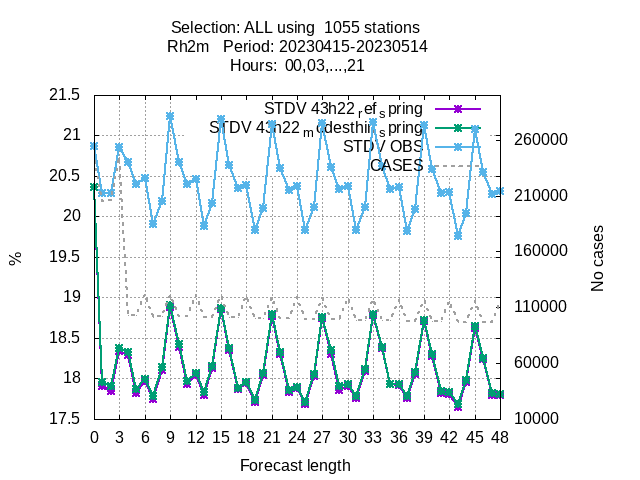 Selection: ALL using  1055 stations
Rh2m   Period: 20230415-20230514
Hours:  00,03,...,21
STDV 43h22_ref_spring
STDV 43h22_modesthir_spring
STDV OBS
CASES
21.5
21
20.5
20
19.5
19
18.5
18
17.5
%
260000
210000
160000
110000
60000
10000
No cases
0 3 6 9 12 15 18 21 24 27 30 33 36 39 42 45 48
Forecast length